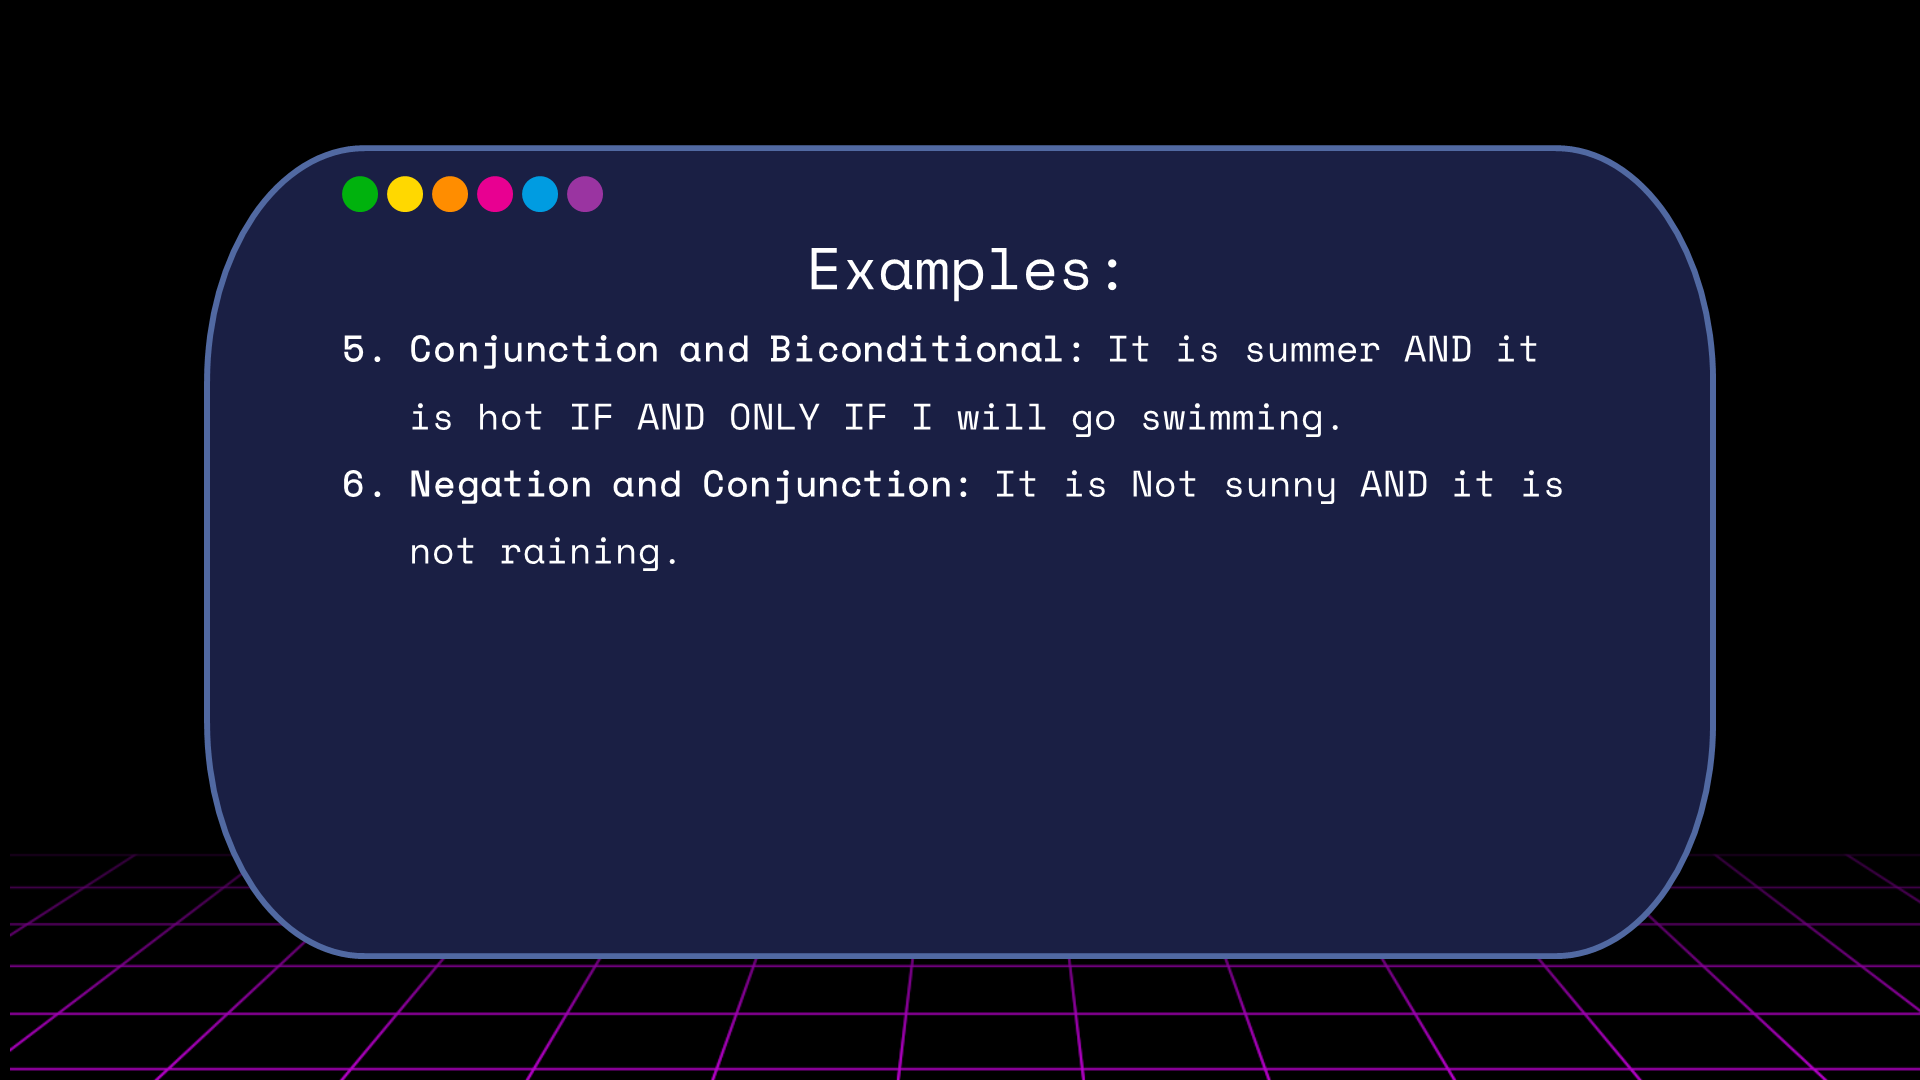 Examples:
5. Conjunction and Biconditional: It is summer AND it
is hot IF AND ONLY IF I will go swimming.
6. Negation and Conjunction: It is Not sunny AND it is
not raining.